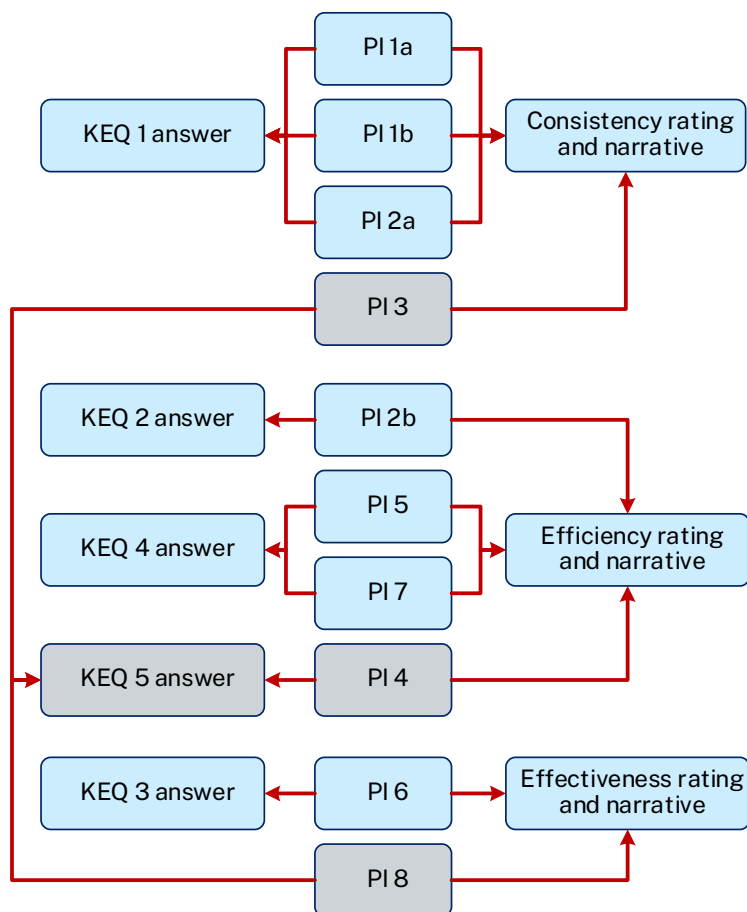 PI 1a
KEQ 1 answer
PI 1b
Consistency rating
and narrative
PI 2a
PI 3
KEQ 2 answer
PI 2b
PI 5
KEQ 4 answer
Efficiency rating
and narrative
PI 7
KEQ 5 answer
PI 4
KEQ 3 answer
PI 6
Effectiveness rating
and narrative
PI 8